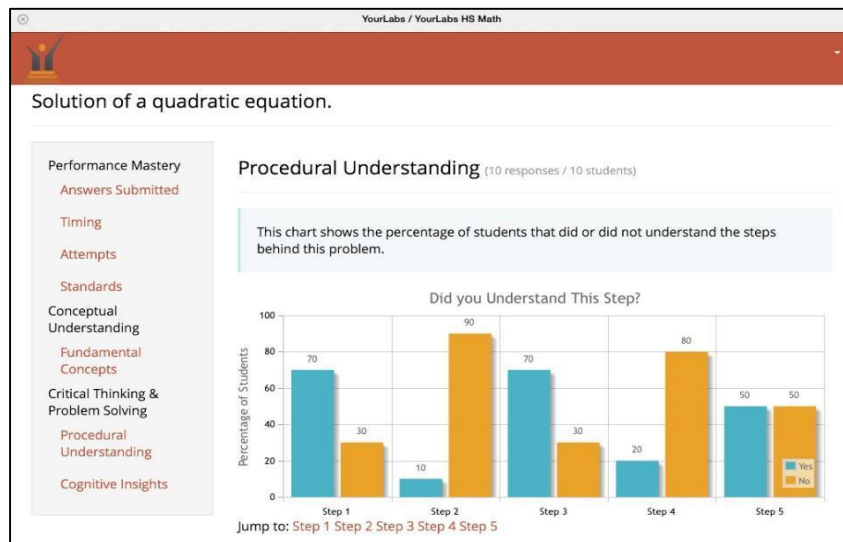 YourLabs / YourLabs HS Math
Solution of a quadratic equation.
Performance Mastery
Answers Submitted
Timing
Attempts
Standards
Conceptual
Understanding
Fundamental
Concepts
Critical Thinking &
Problem Solving
Procedural
Understanding
Cognitive Insights
Procedural Understanding (10 responses / 10 students)
This chart shows the percentage of students that did or did not understand the steps
behind this problem.
Did you Understand This Step?
Percentage of Students
100
80
60
40
20
0
70
30
10
90
70
30
20
80
50
50
Yes
No
Step 1
Step 2
Step 3
Step 4
Step 5
Jump to: Step 1 Step 2 Step 3 Step 4 Step 5